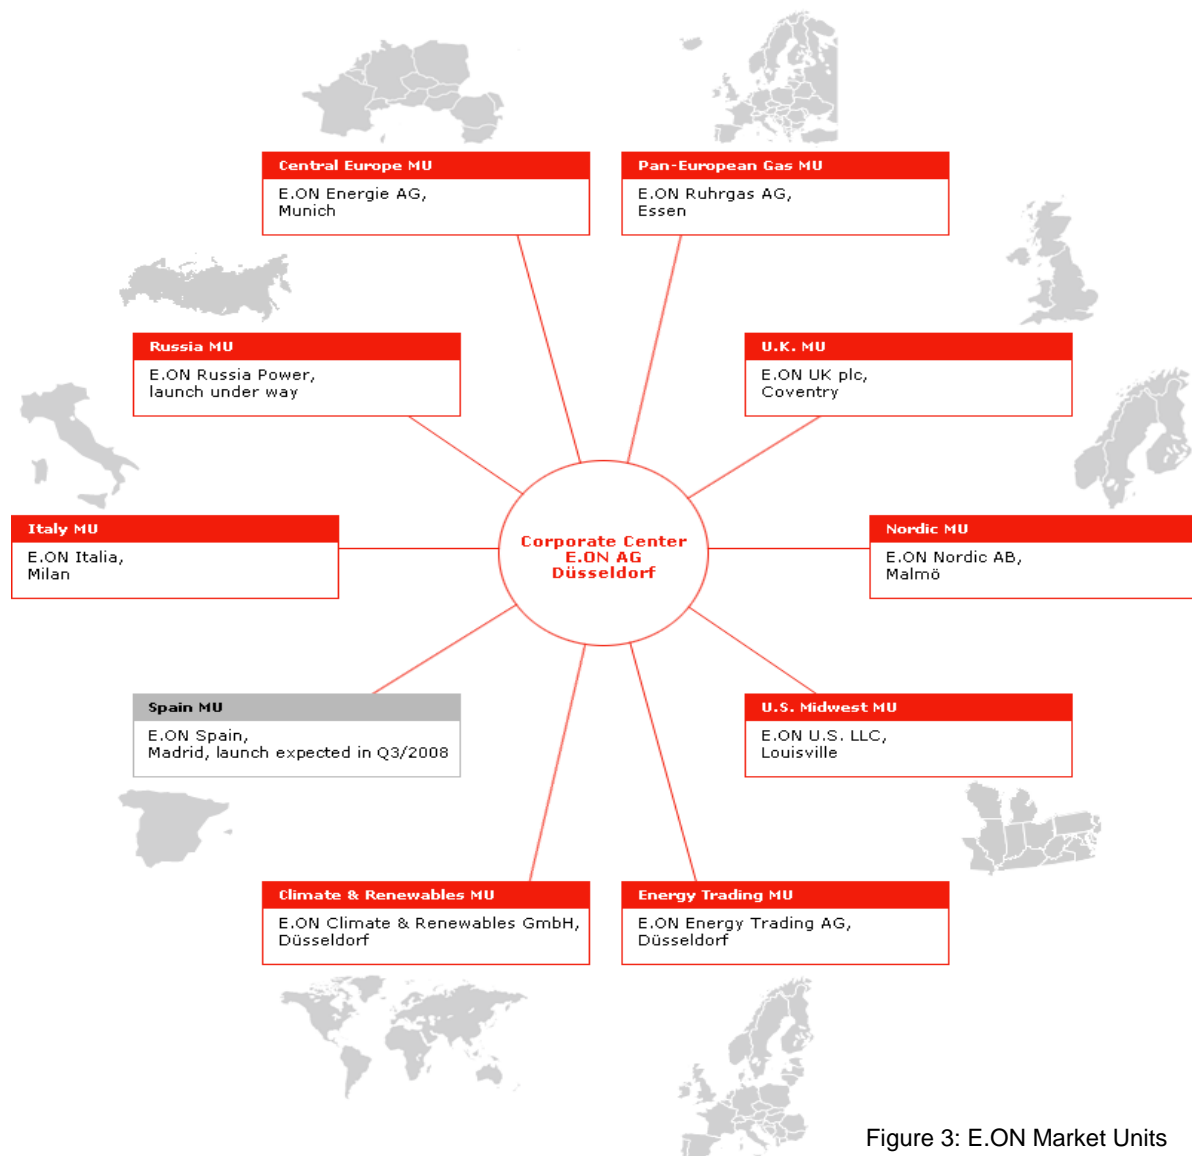 Central Europe MU
E.ON Energie AG,
Munich
Pan-European Gas MU
E.ON Ruhrgas AG,
Essen
Russia MU
E.ON Russia Power,
launch under way
U.K. MU
E.ON UK plc,
Coventry
Italy MU
E.ON Italia,
Milan
Corporate Center
E.ON AG
Düsseldorf
Nordic MU
E.ON Nordic AB,
Malmö
Spain MU
E.ON Spain,
Madrid, launch expected in Q3/2008
U.S. Midwest MU
E.ON U.S. LLC,
Louisville
Climate & Renewables MU
E.ON Climate & Renewables GmbH,
Düsseldorf
Energy Trading MU
E.ON Energy Trading AG,
Düsseldorf
Figure 3: E.ON Market Units